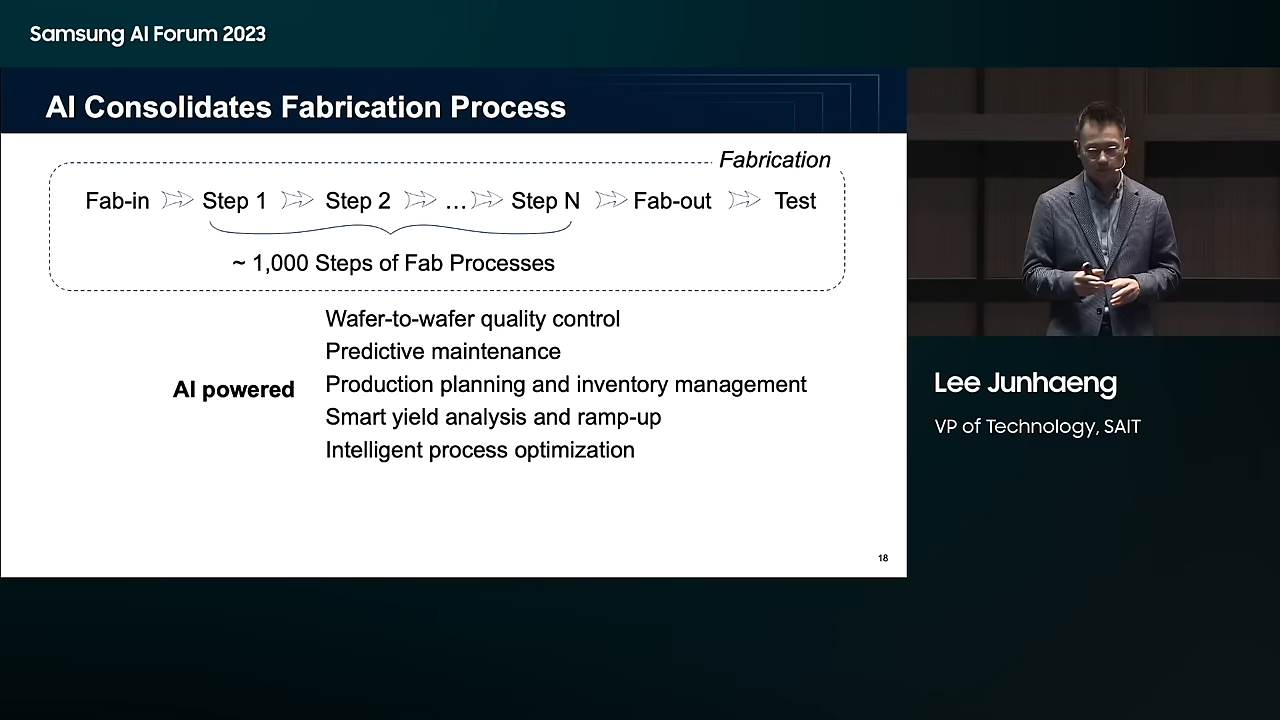 Samsung AI Forum 2023
AI Consolidates Fabrication Process
Fabrication
Fab-in Step 1 Step 2 ... Step N Fab-out Test
~ 1,000 Steps of Fab Processes
Wafer-to-wafer quality control
Predictive maintenance
AI powered
Production planning and inventory management
Smart yield analysis and ramp-up
Intelligent process optimization
18
Lee Junhaeng
VP of Technology, SAIT